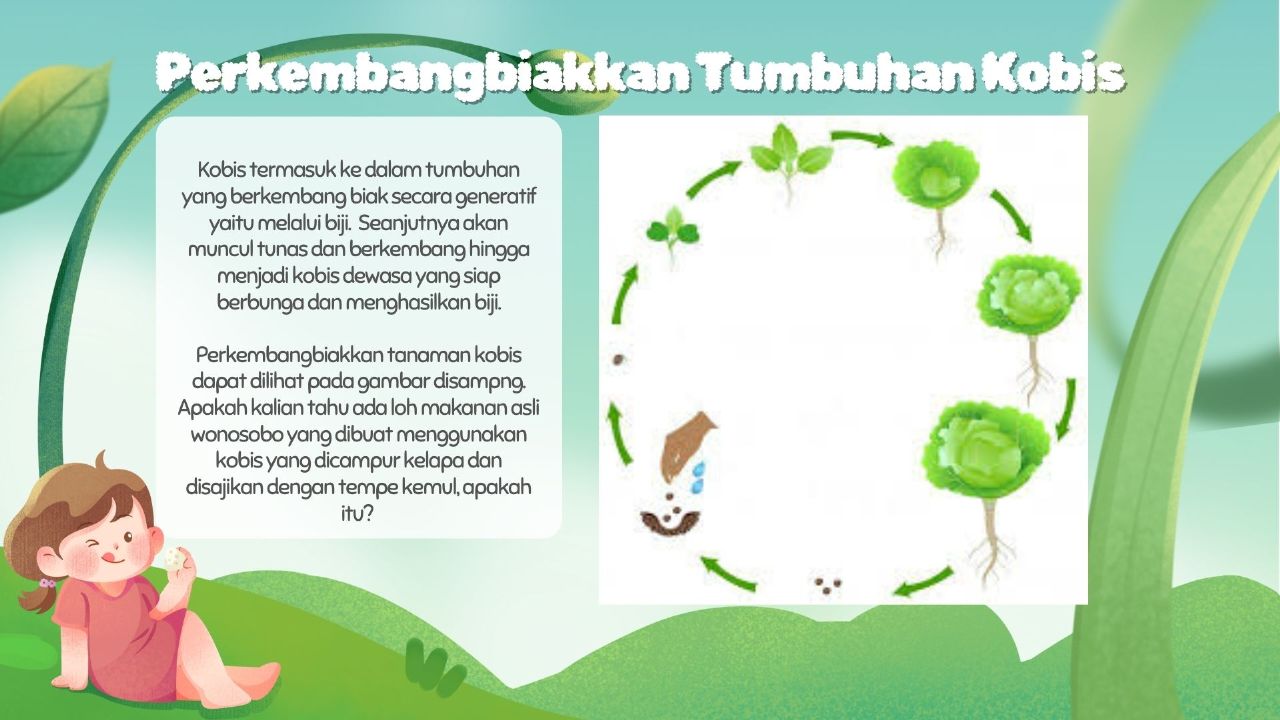 Perkembangbiakkan Tumbuhan Kobis
Kobis termasuk ke dalam tumbuhan
yang berkembang biak secara generatif
yaitu melalui biji. Seanjutnya akan
muncul tunas dan berkembang hingga
menjadi kobis dewasa yang siap
berbunga dan menghasilkan biji.
Perkembangbiakkan tanaman kobis
dapat dilihat pada gambar disampng.
Apakah kalian tahu ada loh makanan asli
wonosobo yang dibuat menggunakan
kobis yang dicampur kelapa dan
disajikan dengan tempe kemul, apakah
itu?